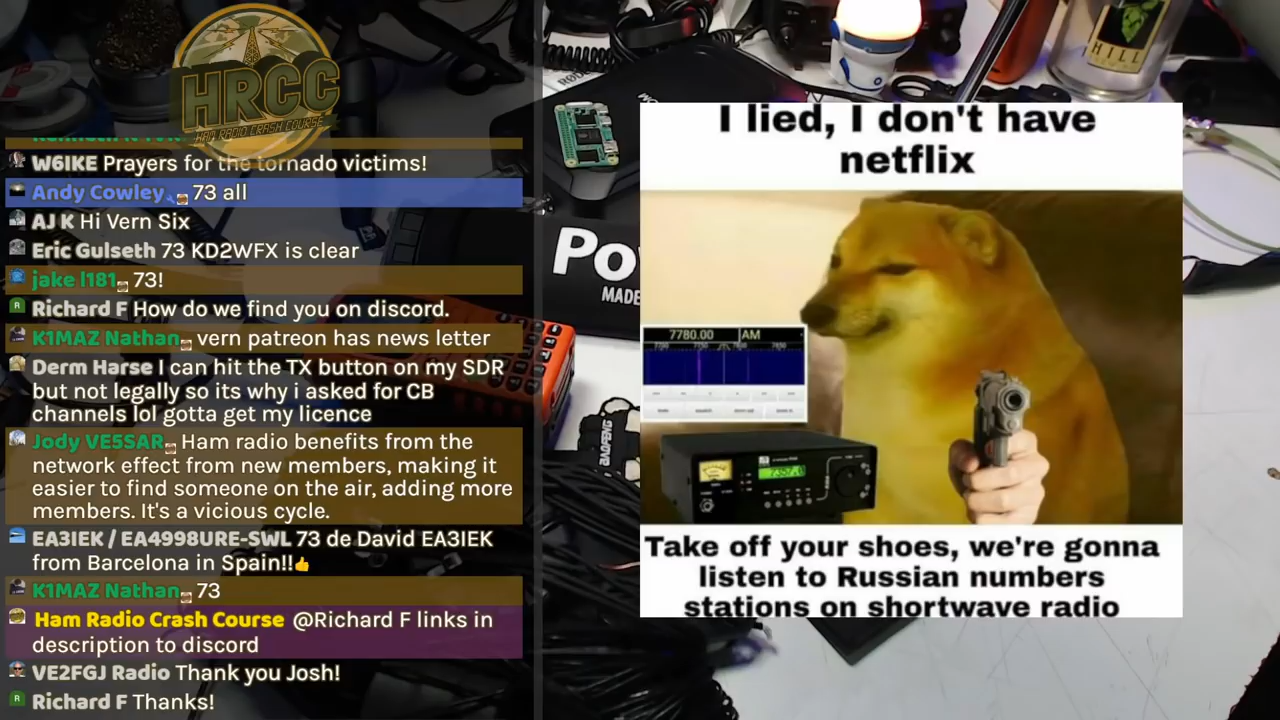 HRCC
HAM RADIO CRASH COURSE
W6IKE Prayers for the tornado victims!
Andy Cowley 73 all
AJ K Hi Vern Six
Eric Gulseth 73 KD2WFX is clear
jake l181 73!
Richard F How do we find you on discord.
K1MAZ Nathan vern patreon has news letter
Derm Harse I can hit the TX button on my SDR
but not legally so its why i asked for CB
channels lol gotta get my licence
Jody VE5SAR Ham radio benefits from the
network effect from new members, making it
easier to find someone on the air, adding more
members. It's a vicious cycle.
EA3IEK / EA4998URE-SWL 73 de David EA3IEK
from Barcelona in Spain!!👍
K1MAZ Nathan 73
Ham Radio Crash Course @Richard F links in
description to discord
VE2FGJ Radio Thank you Josh!
R
Richard F Thanks!
HILL
Po
MADE
BAOFENG
I lied, I don't have
netflix
7780.00 AM
Take off your shoes, we're gonna
listen to Russian numbers
stations on shortwave radio